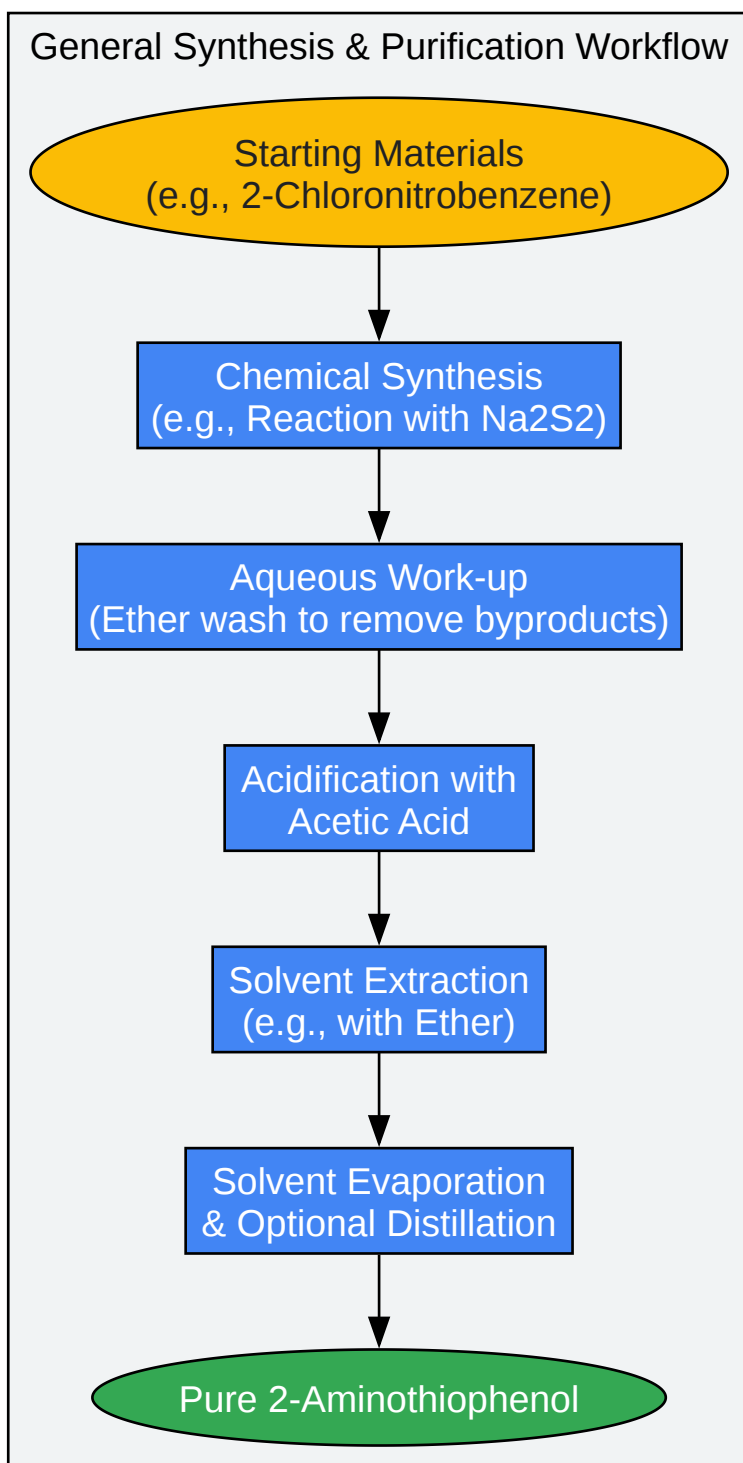 General Synthesis & Purification Workflow
Starting Materials
(e.g., 2-Chloronitrobenzene)
Chemical Synthesis
(e.g., Reaction with Na2S2)
Aqueous Work-up
(Ether wash to remove byproducts)
Acidification with
Acetic Acid
Solvent Extraction
(e.g., with Ether)
Solvent Evaporation
& Optional Distillation
Pure 2-Aminothiophenol